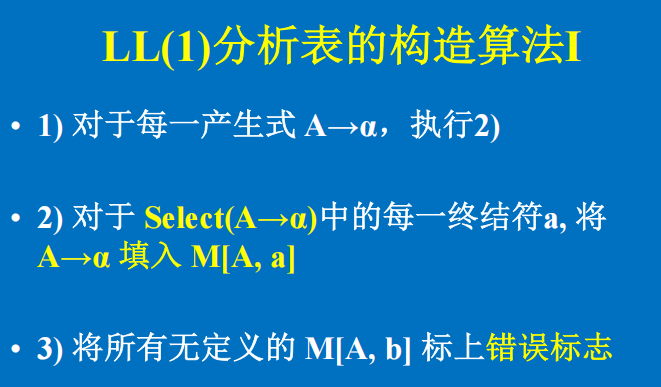 LL(1)分析表的构造算法I
• 1) 对于每一产生式 A→α，执行2)
• 2) 对于 Select(A→α)中的每一终结符a, 将
A→α 填入 M[A, a]
• 3) 将所有无定义的 M[A, b] 标上错误标志